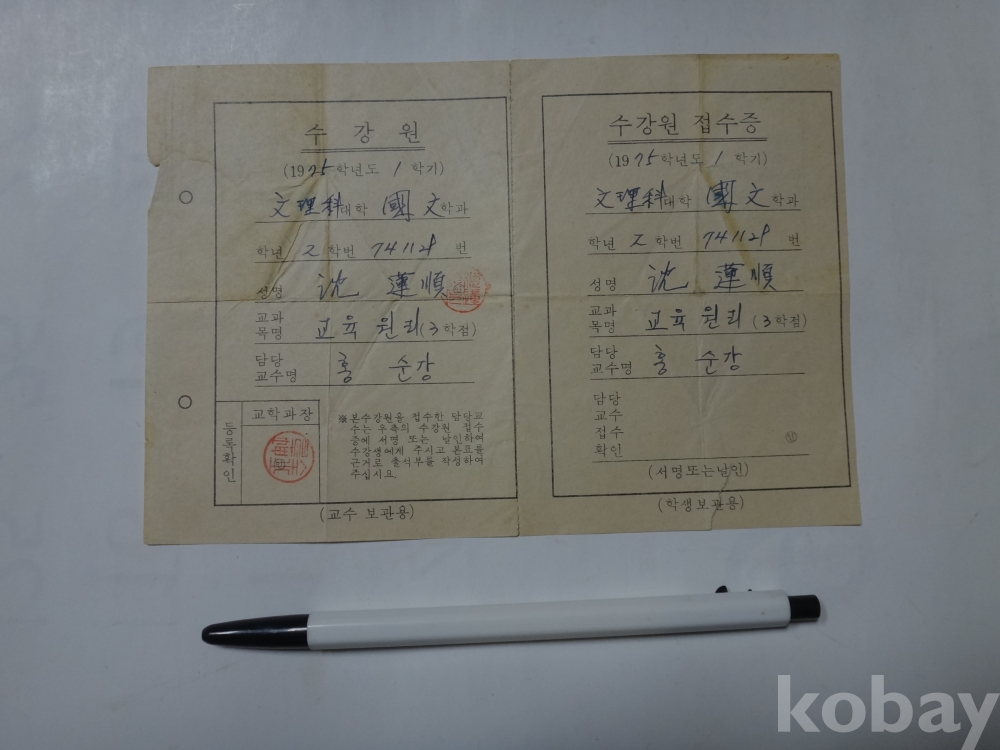 수 강 원
(1975학년도 1 학기)
文理科대학 國文학과
학년 2 학번 741129 번
성명 沈 蓮順
교과목명 교육원리(3학점)
담당교수명 홍 순강
등록확인
교학과장
※본수강원을 접수한 담당교
수는 우측의 수강원 접수
증에 서명 또는 날인하여
수강생에게 주시고 본표를
근거로 출석부를 작성하여
주십시요
(교수 보관용)
수강원 접수증
(1975학년도 1 학기)
文理科대학 國文학과
학년 2 학번 741129 번
성명 沈 蓮順
교과목명 교육원리 (3학점)
담당교수명 홍 순강
담당
교수
접수
확인
(서명또는날인)
(학생보관용)
kobay